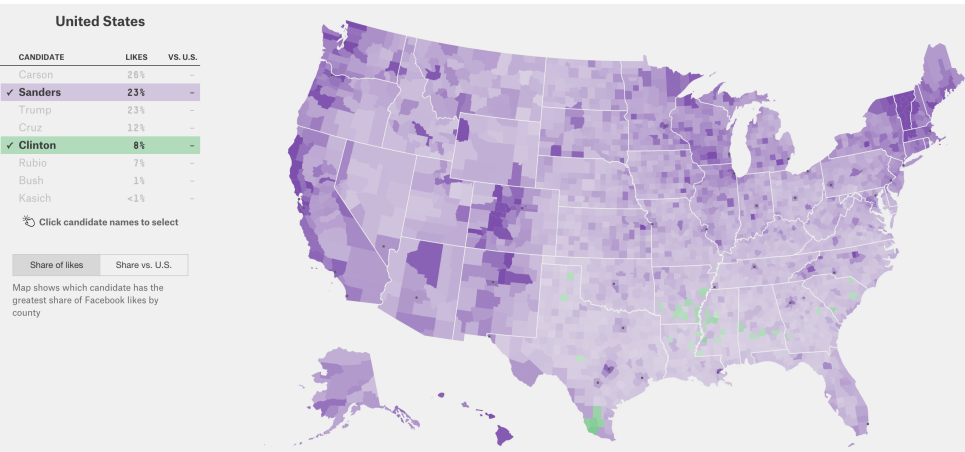 United States
CANDIDATE LIKES VS. U.S.
Carson 26% –
✓ Sanders 23% –
Trump 23% –
Cruz 12% –
✓ Clinton 8% –
Rubio 7% –
Bush 1% –
Kasich <1% –
Click candidate names to select
Share of likes Share vs. U.S.
Map shows which candidate has the
greatest share of Facebook likes by
county